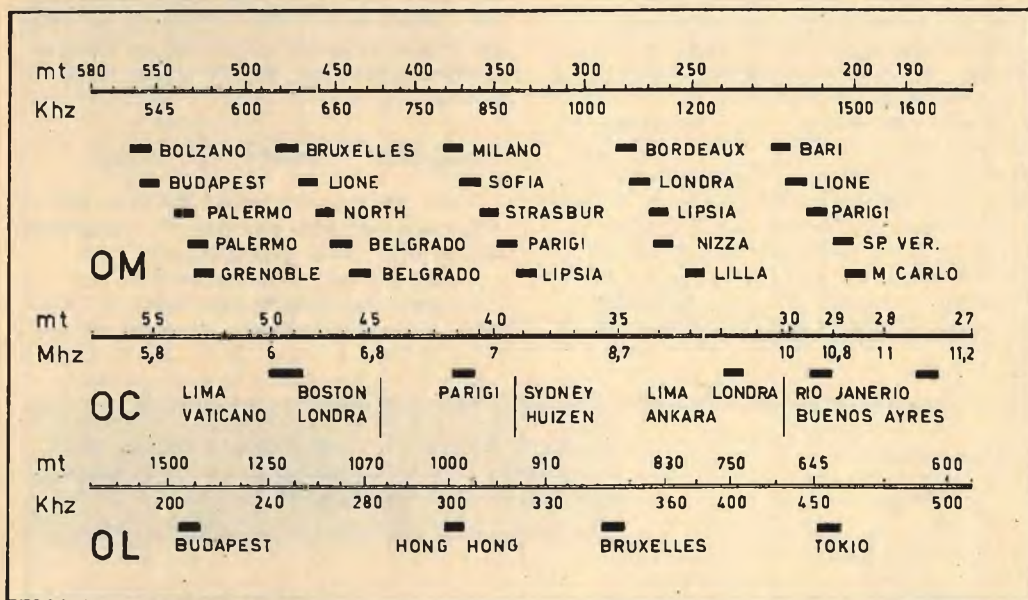 mt 580 550 500 450 400 350 300 250 200 190
Khz 545 600 660 750 850 1000 1200 1500 1600
BOLZANO BRUXELLES MILANO BORDEAUX BARI
BUDAPEST LIONE SOFIA LONDRA LIONE
PALERMO NORTH STRASBUR LIPSIA PARIGI
PALERMO BELGRADO PARIGI NIZZA SP. VER.
OM GRENOBLE BELGRADO LIPSIA LILLA M CARLO
mt 55 50 45 40 35 30 29 28 27
Mhz 5,8 6 6,8 7 8,7 10 10,8 11 11,2
OC LIMA BOSTON PARIGI SYDNEY LIMA LONDRA RIO JANERIO
VATICANO LONDRA HUIZEN ANKARA BUENOS AYRES
mt 1500 1250 1070 1000 910 830 750 645 600
Khz 200 240 280 300 330 360 400 450 500
OL BUDAPEST HONG HONG BRUXELLES TOKIO